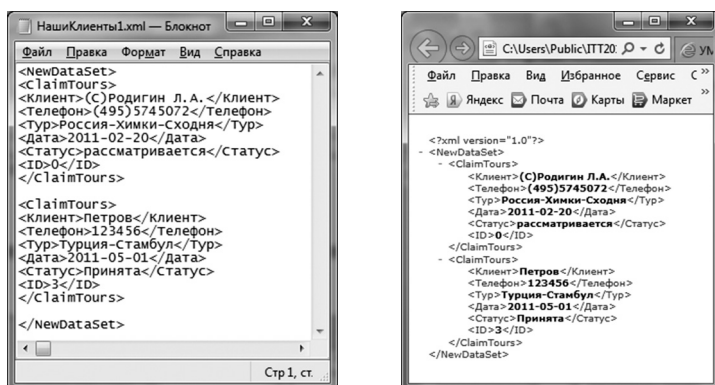 НашиКлиенты1.xml — Блокнот
Файл Правка Формат Вид Справка
<NewDataSet>
<ClaimTours>
<Клиент>(С)Родигин Л.А.</Клиент>
<Телефон>(495)5745072</Телефон>
<Тур>Россия-Химки-Сходня</Тур>
<Дата>2011-02-20</Дата>
<Статус>рассматривается</Статус>
<ID>0</ID>
</ClaimTours>
<ClaimTours>
<Клиент>Петров</Клиент>
<Телефон>123456</Телефон>
<Тур>Турция-Стамбул</Тур>
<Дата>2011-05-01</Дата>
<Статус>Принята</Статус>
<ID>3</ID>
</ClaimTours>
</NewDataSet>
Стр 1, ст.
C:\Users\Public\ITT20
Файл Правка Вид Избранное Сервис С »
Яндекс Почта Карты Маркет »
<?xml version="1.0"?>
- <NewDataSet>
- <ClaimTours>
<Клиент>(С)Родигин Л.А.</Клиент>
<Телефон>(495)5745072</Телефон>
<Тур>Россия-Химки-Сходня</Тур>
<Дата>2011-02-20</Дата>
<Статус>рассматривается</Статус>
<ID>0</ID>
</ClaimTours>
- <ClaimTours>
<Клиент>Петров</Клиент>
<Телефон>123456</Телефон>
<Тур>Турция-Стамбул</Тур>
<Дата>2011-05-01</Дата>
<Статус>Принята</Статус>
<ID>3</ID>
</ClaimTours>
</NewDataSet>